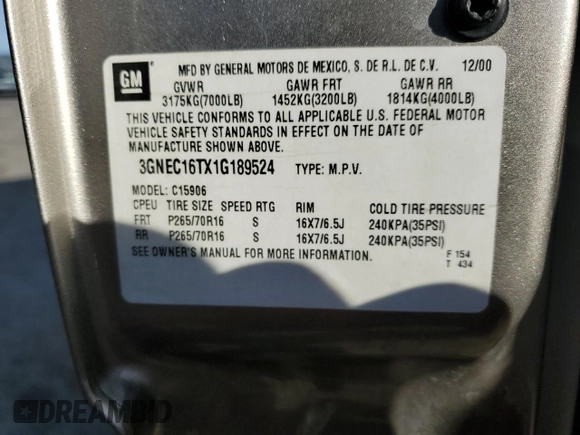 GM
MFD BY GENERAL MOTORS DE MEXICO, S. DE R.L. DE C.V. 12/00
GVWR GAWR FRT GAWR RR
3175KG(7000LB) 1452KG(3200LB) 1814KG(4000LB)
THIS VEHICLE CONFORMS TO ALL APPLICABLE U.S. FEDERAL MOTOR
VEHICLE SAFETY STANDARDS IN EFFECT ON THE DATE OF
MANUFACTURE SHOWN ABOVE.
3GNEC16TX1G189524 TYPE: M.P.V.
MODEL: C15906
CPEU TIRE SIZE SPEED RTG RIM COLD TIRE PRESSURE
FRT P265/70R16 S 16X7/6.5J 240KPA(35PSI)
RR P265/70R16 S 16X7/6.5J 240KPA(35PSI)
SEE OWNER'S MANUAL FOR MORE INFORMATION.
F 154
T 434
DREAMBID